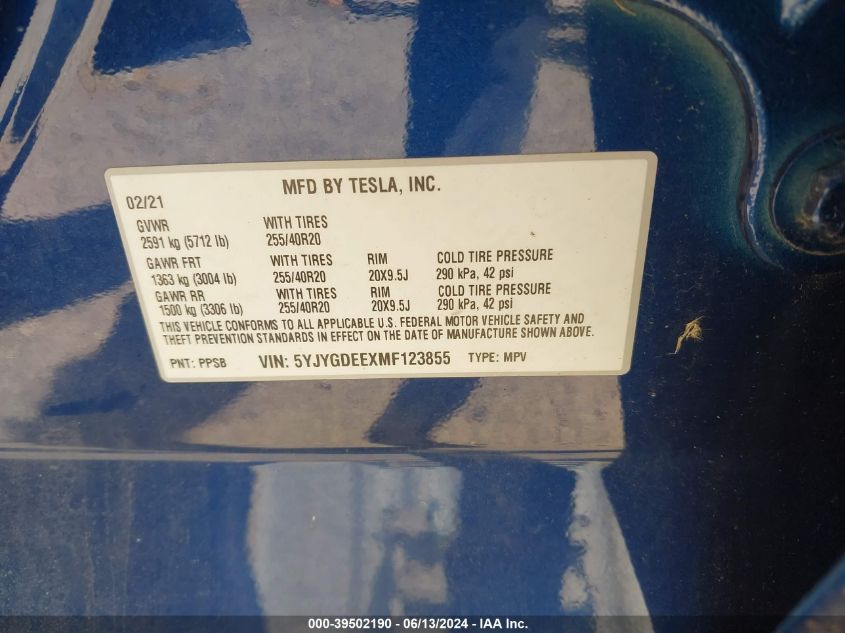 MFD BY TESLA, INC.
02/21
GVWR WITH TIRES
2591 kg (5712 lb) 255/40R20
GAWR FRT WITH TIRES RIM COLD TIRE PRESSURE
1363 kg (3004 lb) 255/40R20 20X9.5J 290 kPa, 42 psi
GAWR RR WITH TIRES RIM COLD TIRE PRESSURE
1500 kg (3306 lb) 255/40R20 20X9.5J 290 kPa, 42 psi
THIS VEHICLE CONFORMS TO ALL APPLICABLE U.S. FEDERAL MOTOR VEHICLE SAFETY AND
THEFT PREVENTION STANDARDS IN EFFECT ON THE DATE OF MANUFACTURE SHOWN ABOVE.
PNT: PPSB VIN: 5YJYGDEEXMF123855 TYPE: MPV
000-39502190 - 06/13/2024 - IAA Inc.